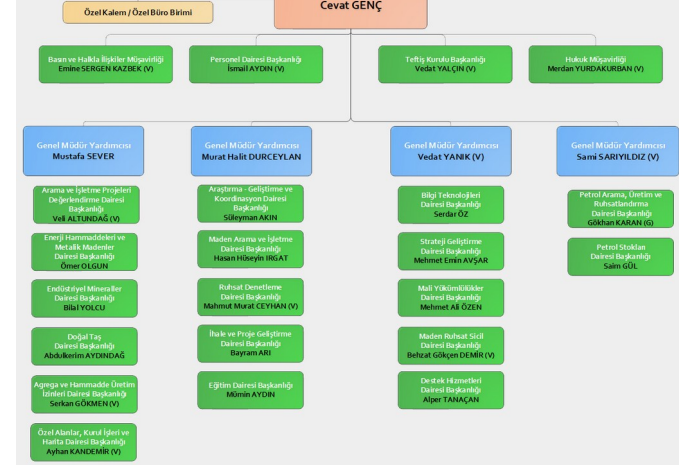 Özel Kalem / Özel Büro Birimi
Cevat GENÇ
Basın ve Halkla İlişkiler Müşavirliği
Emine SERGEN KAZBEK (V)
Personel Dairesi Başkanlığı
İsmail AYDIN (V)
Teftiş Kurulu Başkanlığı
Vedat YALÇIN (V)
Hukuk Müşavirliği
Merdan YURDAKURBAN (V)
Genel Müdür Yardımcısı
Mustafa SEVER
Genel Müdür Yardımcısı
Murat Halit DURCEYLAN
Genel Müdür Yardımcısı
Vedat YANIK (V)
Genel Müdür Yardımcısı
Sami SARIYILDIZ (V)
Arama ve İşletme Projeleri
Değerlendirme Dairesi
Başkanlığı
Veli ALTUNDAĞ (V)
Enerji Hammaddeleri ve
Metalik Madenler
Dairesi Başkanlığı
Ömer OLGUN
Endüstriyel Mineraller
Dairesi Başkanlığı
Bilal YOLCU
Doğal Taş
Dairesi Başkanlığı
Abdulkerim AYDINDAĞ
Agrega ve Hammadde Üretim
İzinleri Dairesi Başkanlığı
Serkan GÖKMEN (V)
Özel Alanlar, Kurul İşleri ve
Harita Dairesi Başkanlığı
Ayhan KANDEMİR (V)
Araştırma - Geliştirme ve
Koordinasyon Dairesi
Başkanlığı
Süleyman AKIN
Maden Arama ve İşletme
Dairesi Başkanlığı
Hasan Hüseyin IRGAT
Ruhsat Denetleme
Dairesi Başkanlığı
Mahmut Murat CEYHAN (V)
İhale ve Proje Geliştirme
Dairesi Başkanlığı
Bayram ARI
Eğitim Dairesi Başkanlığı
Mümin AYDIN
Bilgi Teknolojileri
Dairesi Başkanlığı
Serdar ÖZ
Strateji Geliştirme
Dairesi Başkanlığı
Mehmet Emin AVŞAR
Mali Yükümlülükler
Dairesi Başkanlığı
Mehmet Ali ÖZEN
Maden Ruhsat Sicil
Dairesi Başkanlığı
Behzat Gökçen DEMİR (V)
Destek Hizmetleri
Dairesi Başkanlığı
Alper TANAÇAN
Petrol Arama, Üretim ve
Ruhsatlandırma
Dairesi Başkanlığı
Gökhan KARAN (G)
Petrol Stokları
Dairesi Başkanlığı
Saim GÜL